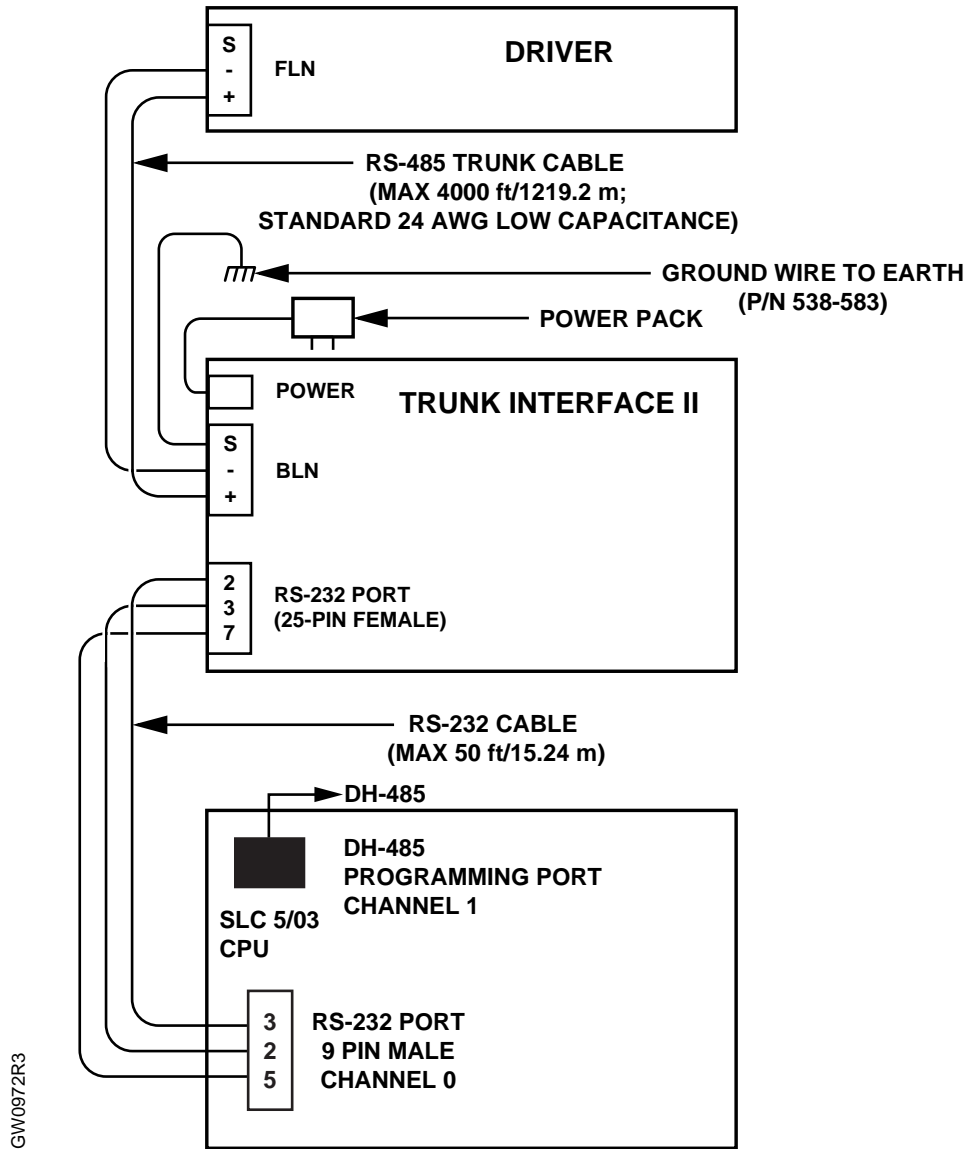 DRIVER
S
-
+
FLN
RS-485 TRUNK CABLE
(MAX 4000 ft/1219.2 m;
STANDARD 24 AWG LOW CAPACITANCE)
GROUND WIRE TO EARTH
(P/N 538-583)
POWER PACK
POWER
TRUNK INTERFACE II
S
-
+
BLN
2
3
7
RS-232 PORT
(25-PIN FEMALE)
RS-232 CABLE
(MAX 50 ft/15.24 m)
DH-485
DH-485
PROGRAMMING PORT
CHANNEL 1
SLC 5/03
CPU
3
2
5
RS-232 PORT
9 PIN MALE
CHANNEL 0
GW0972R3